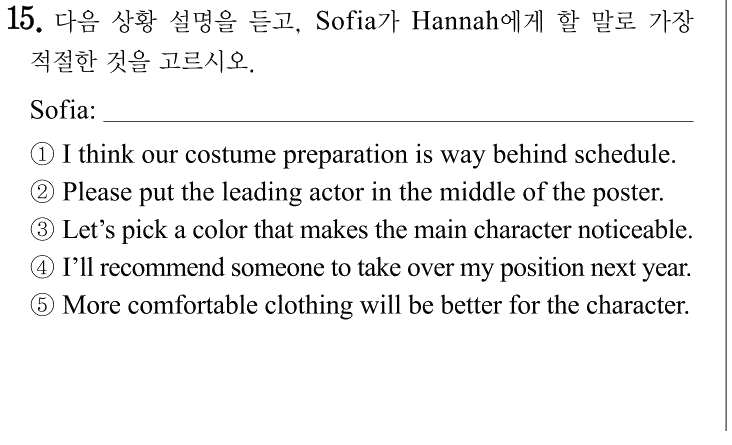 15. 다음 상황 설명을 듣고, Sofia가 Hannah에게 할 말로 가장
적절한 것을 고르시오.
Sofia:
① I think our costume preparation is way behind schedule.
② Please put the leading actor in the middle of the poster.
③ Let’s pick a color that makes the main character noticeable.
④ I’ll recommend someone to take over my position next year.
⑤ More comfortable clothing will be better for the character.